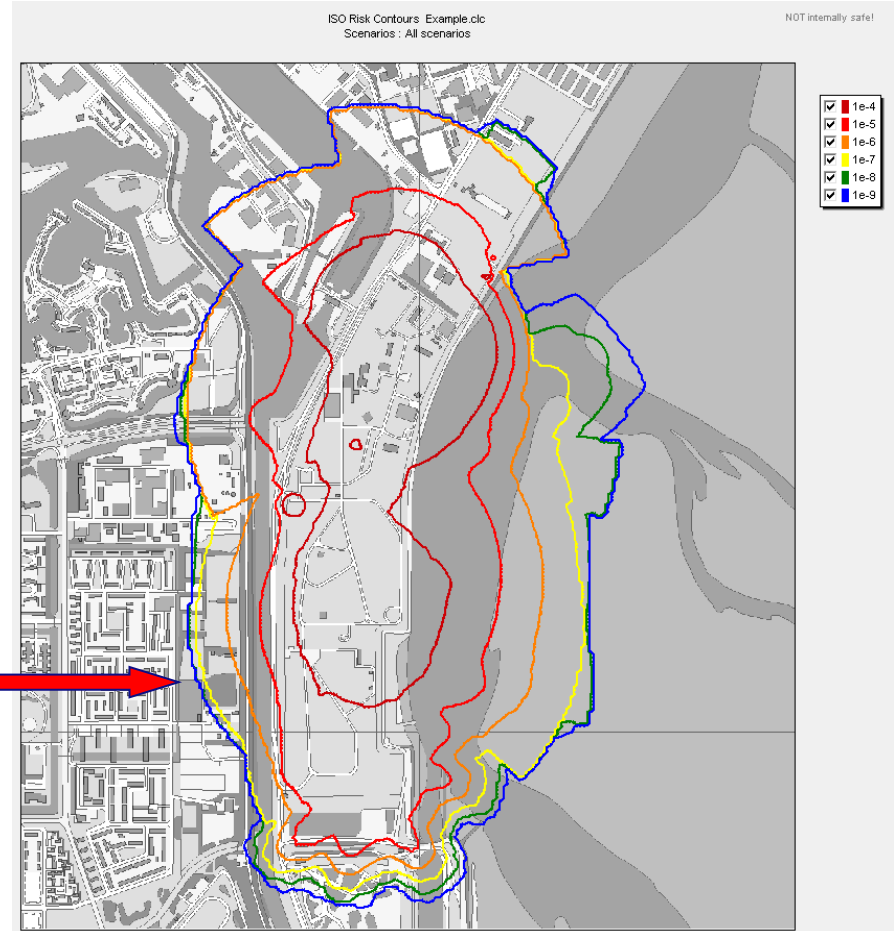 ISO Risk Contours Example.clc
Scenarios : All scenarios
NOT internally safe!
1e-4
1e-5
1e-6
1e-7
1e-8
1e-9